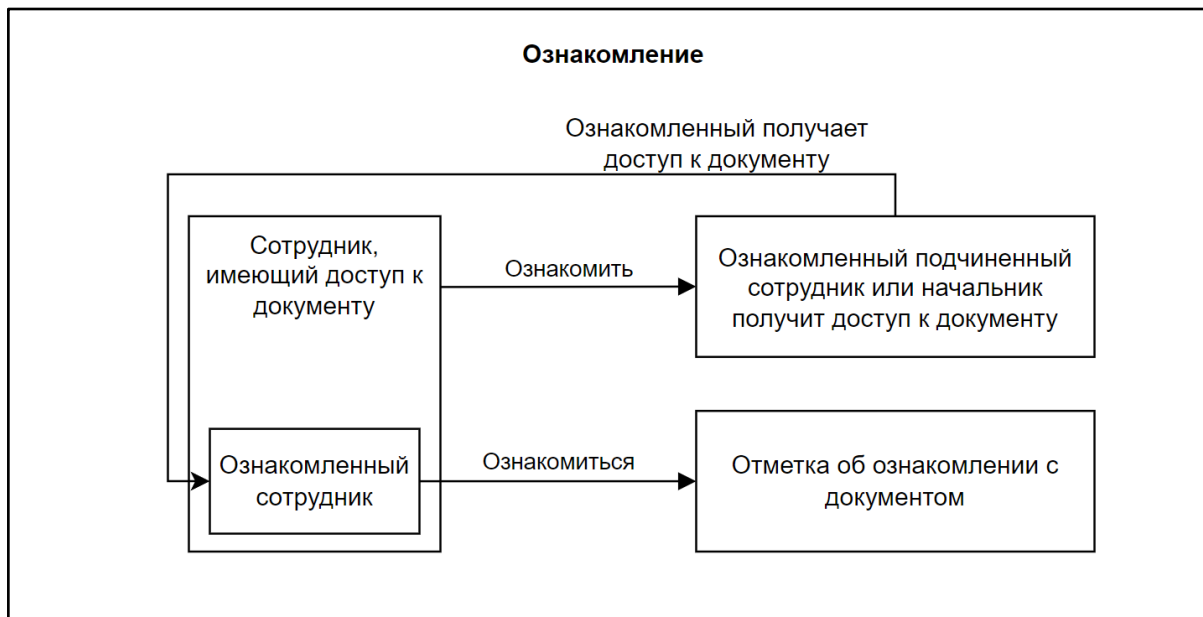 Ознакомление
Ознакомленный получает
доступ к документу
Сотрудник,
имеющий доступ к
документу
Ознакомить
Ознакомленный подчиненный
сотрудник или начальник
получит доступ к документу
Ознакомленный
сотрудник
Ознакомиться
Отметка об ознакомлении с
документом